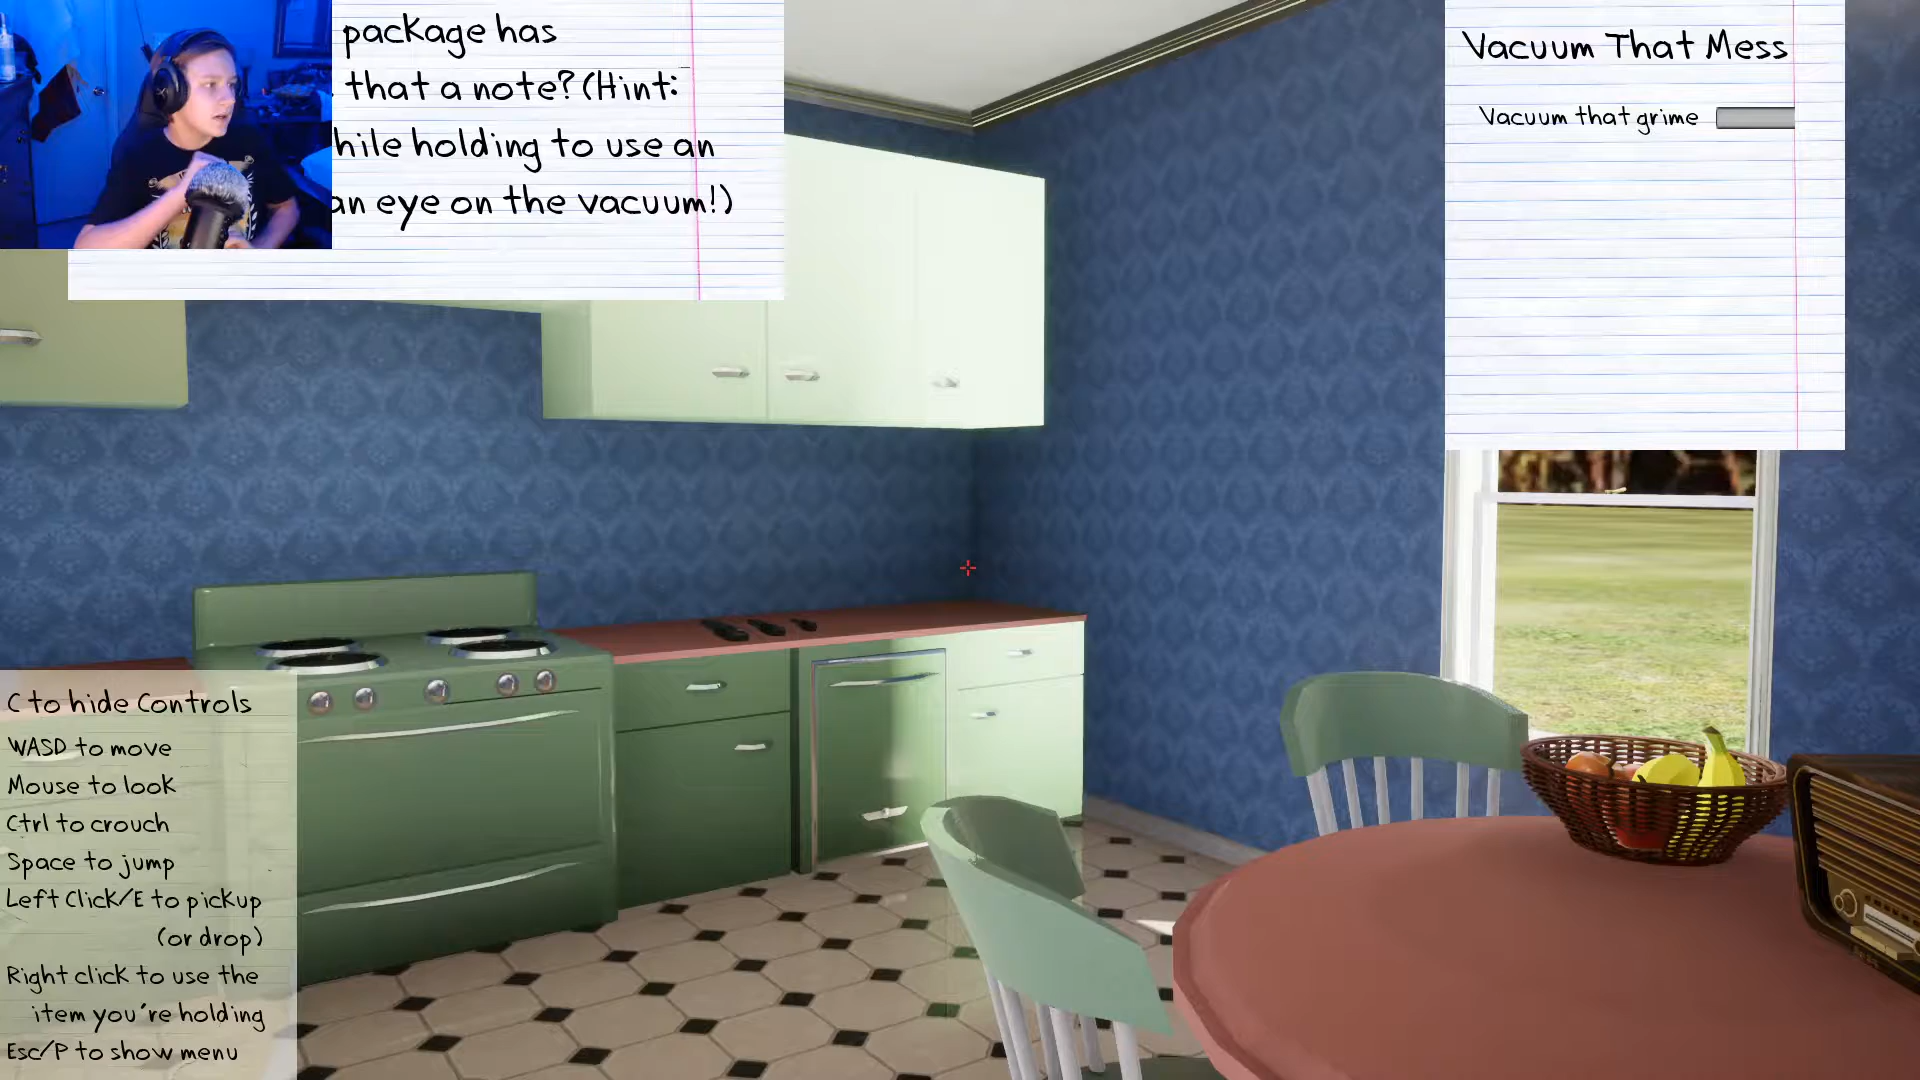 package has
that a note?(Hint:
hile holding to use an
an eye on the vacuum!)
Vacuum That Mess
Vacuum that grime
C to hide Controls
WASD to move
Mouse to look
Ctrl to crouch
Space to jump
Left Click/E to pickup
(or drop)
Right click to use the
item you're holding
Esc/P to show menu